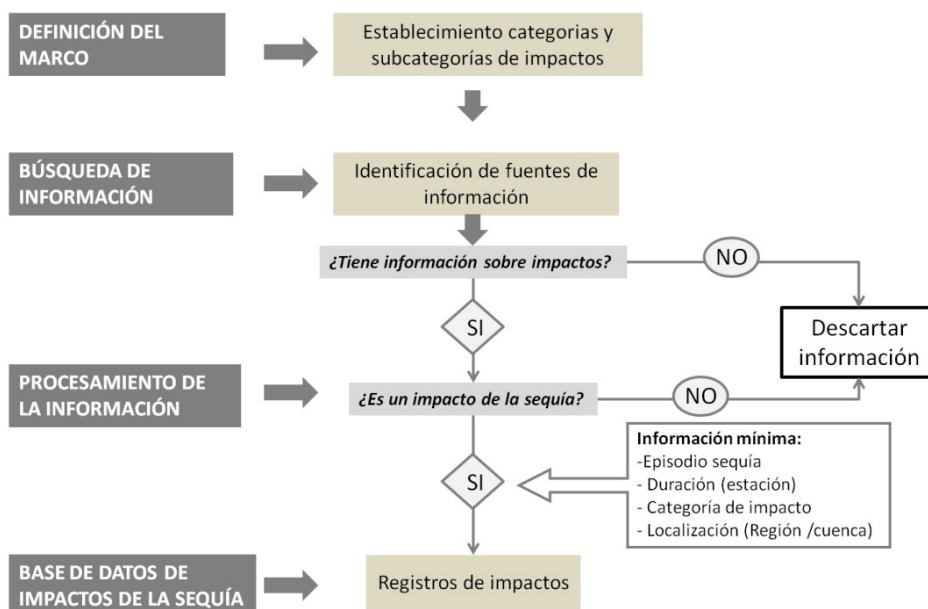 DEFINICIÓN DEL
MARCO
Establecimiento categorias y
subcategorías de impactos
BÚSQUEDA DE
INFORMACIÓN
Identificación de fuentes de
información
¿Tiene información sobre impactos?
NO
SI
Descartar
información
PROCESAMIENTO DE
LA INFORMACIÓN
¿Es un impacto de la sequía?
NO
SI
Información mínima:
-Episodio sequía
- Duración (estación)
- Categoría de impacto
- Localización (Región /cuenca)
BASE DE DATOS DE
IMPACTOS DE LA SEQUÍA
Registros de impactos